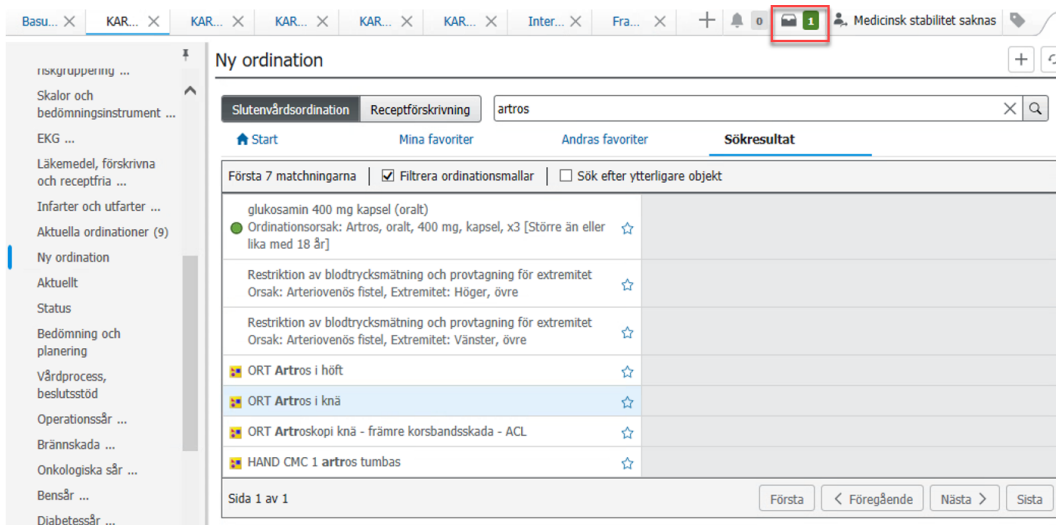 Basu... KAR... KAR... KAR... KAR... KAR... Inter... Fra... 0 1 Medicinsk stabilitet saknas
riskgruppering ...
Skalor och
bedömningsinstrument ...
EKG ...
Läkemedel, förskrivna
och receptfria ...
Infarter och utfarter ...
Aktuella ordinationer (9)
Ny ordination
Aktuellt
Status
Bedömning och
planering
Vårdprocess,
beslutsstöd
Operationssår ...
Brännskada ...
Onkologiska sår ...
Bensår ...
Diabetessår ...
Ny ordination
Slutenvårdsordination Receptförskrivning artros
Start Mina favoriter Andras favoriter Sökresultat
Första 7 matchningarna Filtrera ordinationsmallar Sök efter ytterligare objekt
glukosamin 400 mg kapsel (oralt)
Ordinationsorsak: Artros, oralt, 400 mg, kapsel, x3 [Större än eller
lika med 18 år]
Restriktion av blodtrycksmätning och provtagning för extremitet
Orsak: Arteriovenös fistel, Extremitet: Höger, övre
Restriktion av blodtrycksmätning och provtagning för extremitet
Orsak: Arteriovenös fistel, Extremitet: Vänster, övre
ORT Artros i höft
ORT Artros i knä
ORT Artroskopi knä - främre korsbandsskada - ACL
HAND CMC 1 artros tumbas
Sida 1 av 1 Första Föregående Nästa Sista